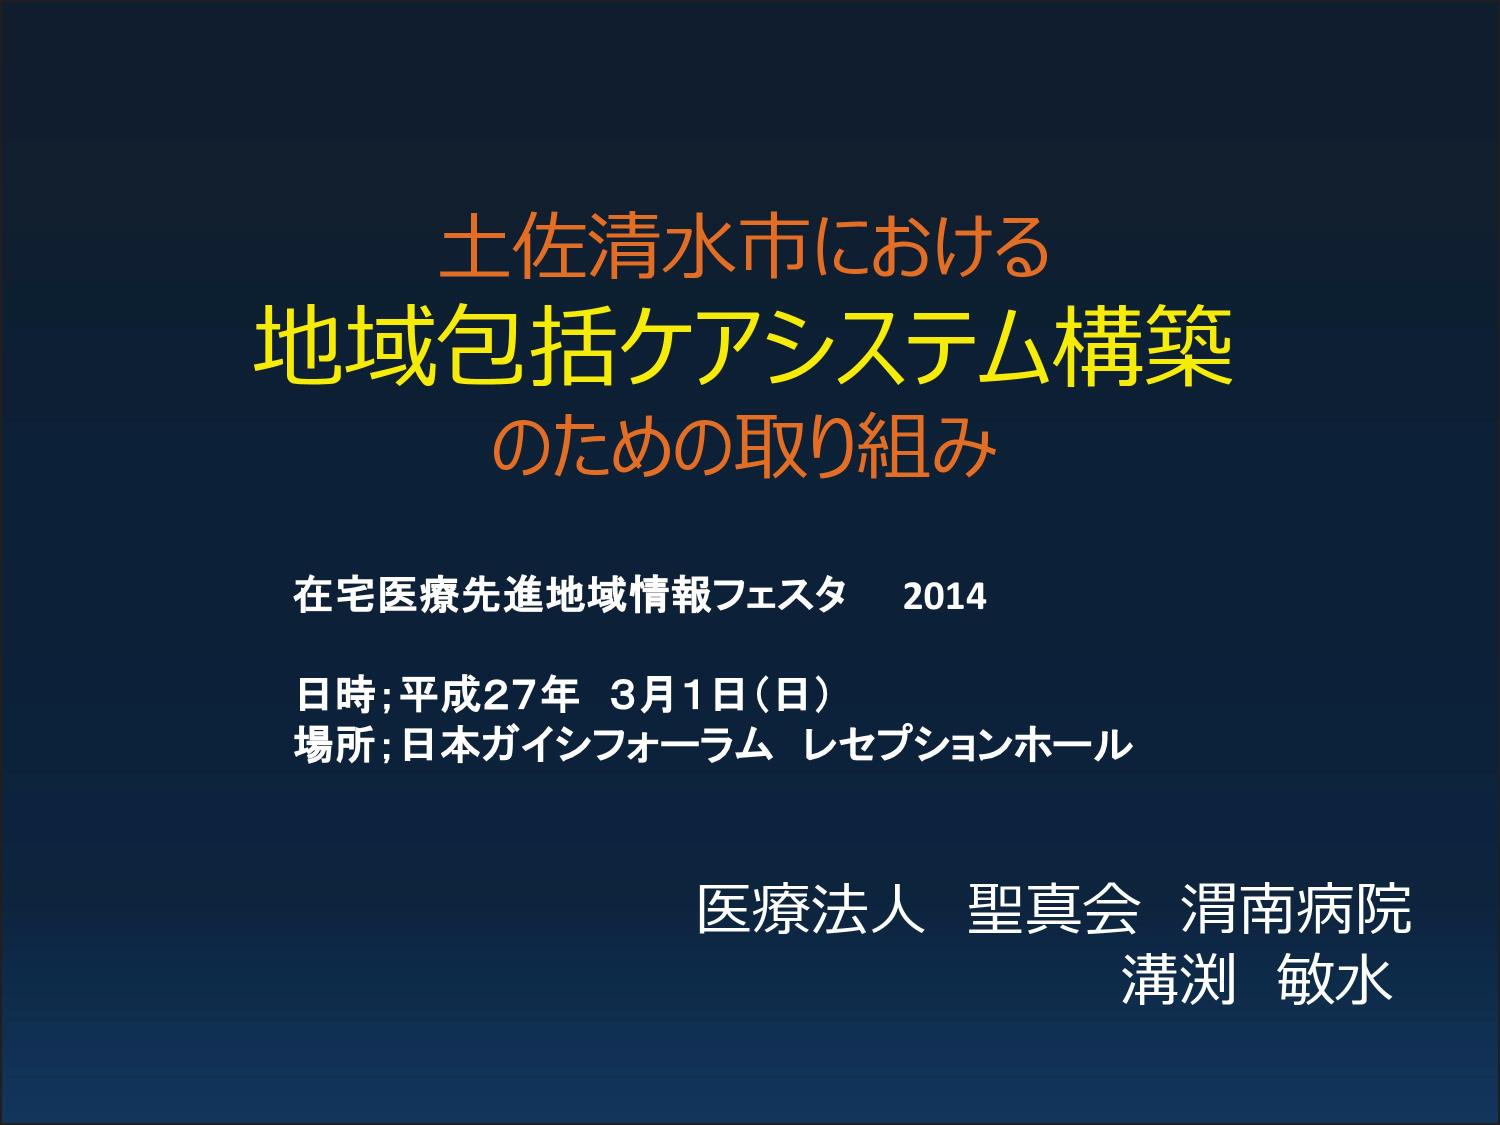 土佐清水市における
地域包括ケアシステム構築
のための取り組み
在宅医療先進地域情報フェスタ　2014
日時；平成２７年　３月１日（日）
場所；日本ガイシフォーラム　レセプションホール
医療法人　聖真会　渭南病院
溝渕　敏水